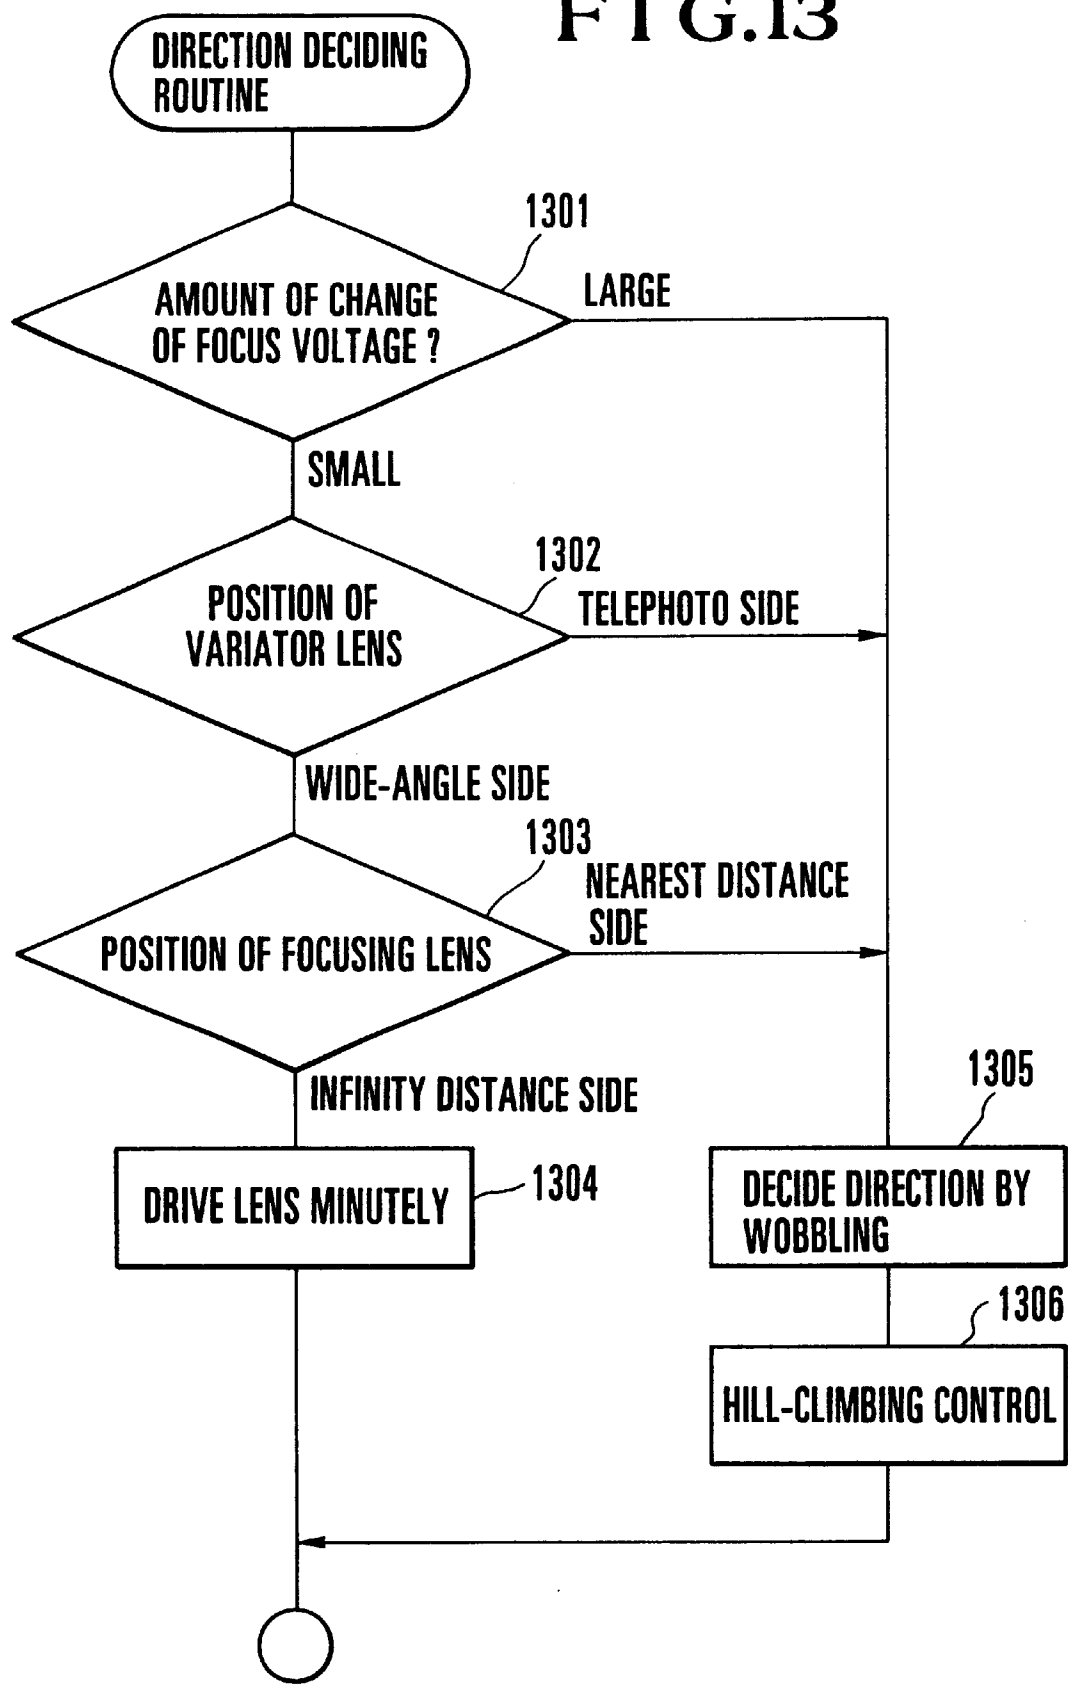 FIG.13
DIRECTION DECIDING
ROUTINE
1301
AMOUNT OF CHANGE
OF FOCUS VOLTAGE ?
LARGE
SMALL
1302
POSITION OF
VARIATOR LENS
TELEPHOTO SIDE
WIDE-ANGLE SIDE
1303
POSITION OF FOCUSING LENS
NEAREST DISTANCE
SIDE
INFINITY DISTANCE SIDE
DRIVE LENS MINUTELY
1304
1305
DECIDE DIRECTION BY
WOBBLING
1306
HILL-CLIMBING CONTROL